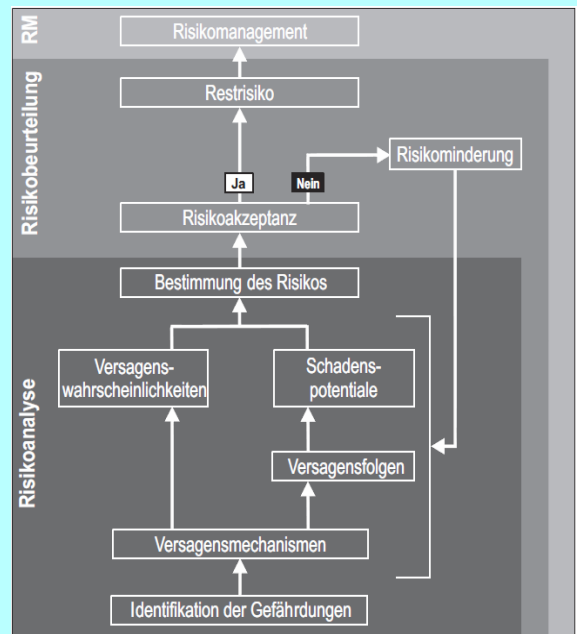 RM
Risikomanagement
Risikobeurteilung
Restrisiko
Risikominderung
Ja
Nein
Risikoakzeptanz
Risikoanalyse
Bestimmung des Risikos
Versagens-
wahrscheinlichkeiten
Schadens-
potentiale
Versagensfolgen
Versagensmechanismen
Identifikation der Gefährdungen